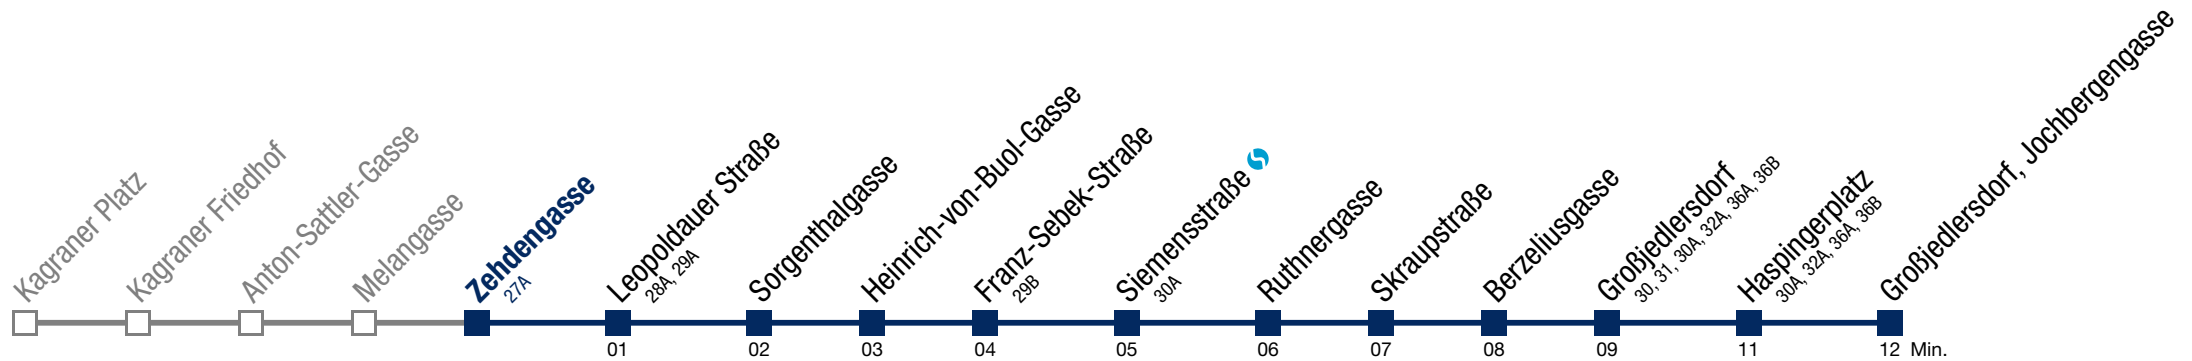 Kagraner Platz
Kagraner Friedhof
Anton-Sattler-Gasse
Melangasse
Zehdengasse
27A
Leopoldauer Straße
28A, 29A
Sorgenthalgasse
Heinrich-von-Buol-Gasse
Franz-Sebek-Straße
29B
Siemensstraße
30A
Ruthnergasse
Skraupstraße
Berzeliusgasse
Großjedlersdorf
30, 31, 30A, 32A, 36A, 36B
Haspingerplatz
30A, 32A, 36A, 36B
Großjedlersdorf, Jochbergengasse
01 02 03 04 05 06 07 08 09 11 12 Min.